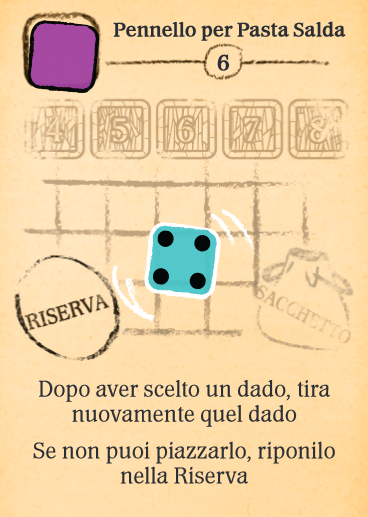 Pennello per Pasta Salda
6
4 5 6 7 8
RISERVA
SACCHETTO
Dopo aver scelto un dado, tira
nuovamente quel dado
Se non puoi piazzarlo, riponilo
nella Riserva